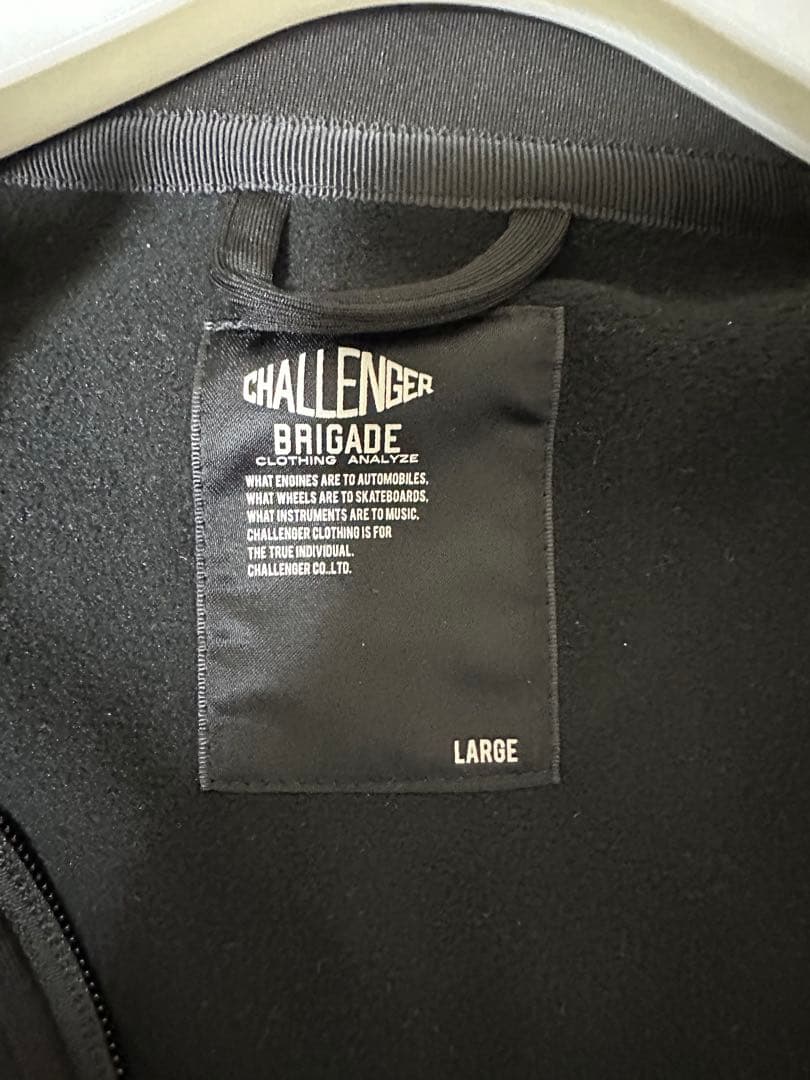 CHALLENGER
BRIGADE
CLOTHING ANALYZE
WHAT ENGINES ARE TO AUTOMOBILES,
WHAT WHEELS ARE TO SKATEBOARDS,
WHAT INSTRUMENTS ARE TO MUSIC,
CHALLENGER CLOTHING IS FOR
THE TRUE INDIVIDUAL.
CHALLENGER CO.,LTD.
LARGE